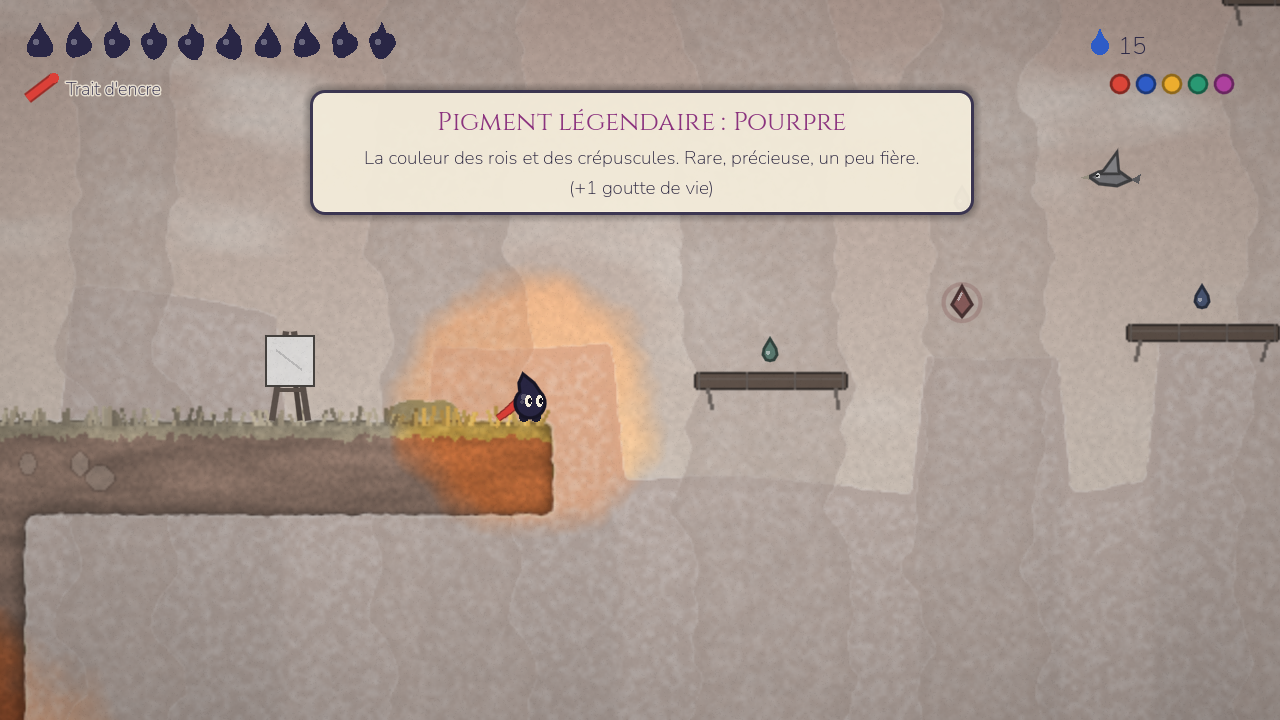 15
Trait d'encre
Pigment légendaire : Pourpre
La couleur des rois et des crépuscules. Rare, précieuse, un peu fière.
(+1 goutte de vie)